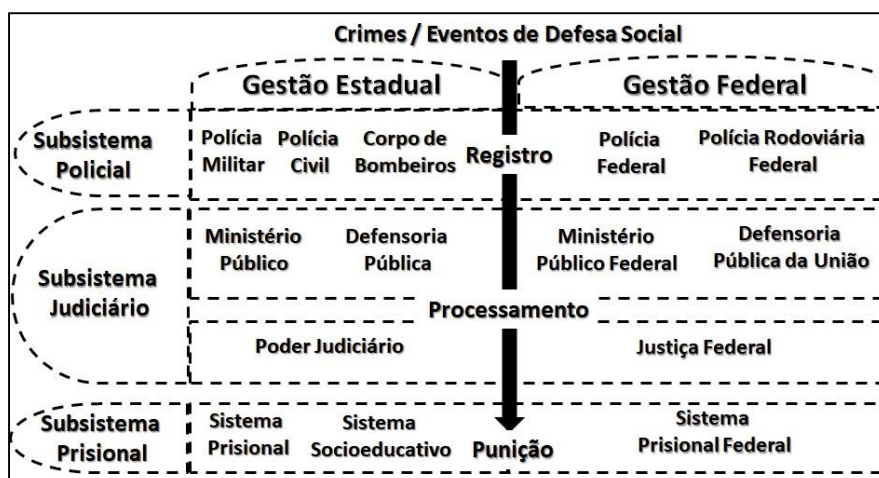 Crimes / Eventos de Defesa Social
Gestão Estadual
Gestão Federal
Subsistema
Policial
Polícia
Militar
Polícia
Civil
Corpo de
Bombeiros
Registro
Polícia
Federal
Polícia Rodoviária
Federal
Subsistema
Judiciário
Ministério
Público
Defensoria
Pública
Ministério
Público Federal
Defensoria
Pública da União
Processamento
Poder Judiciário
Justiça Federal
Subsistema
Prisional
Sistema
Prisional
Sistema
Socioeducativo
Punição
Sistema
Prisional Federal